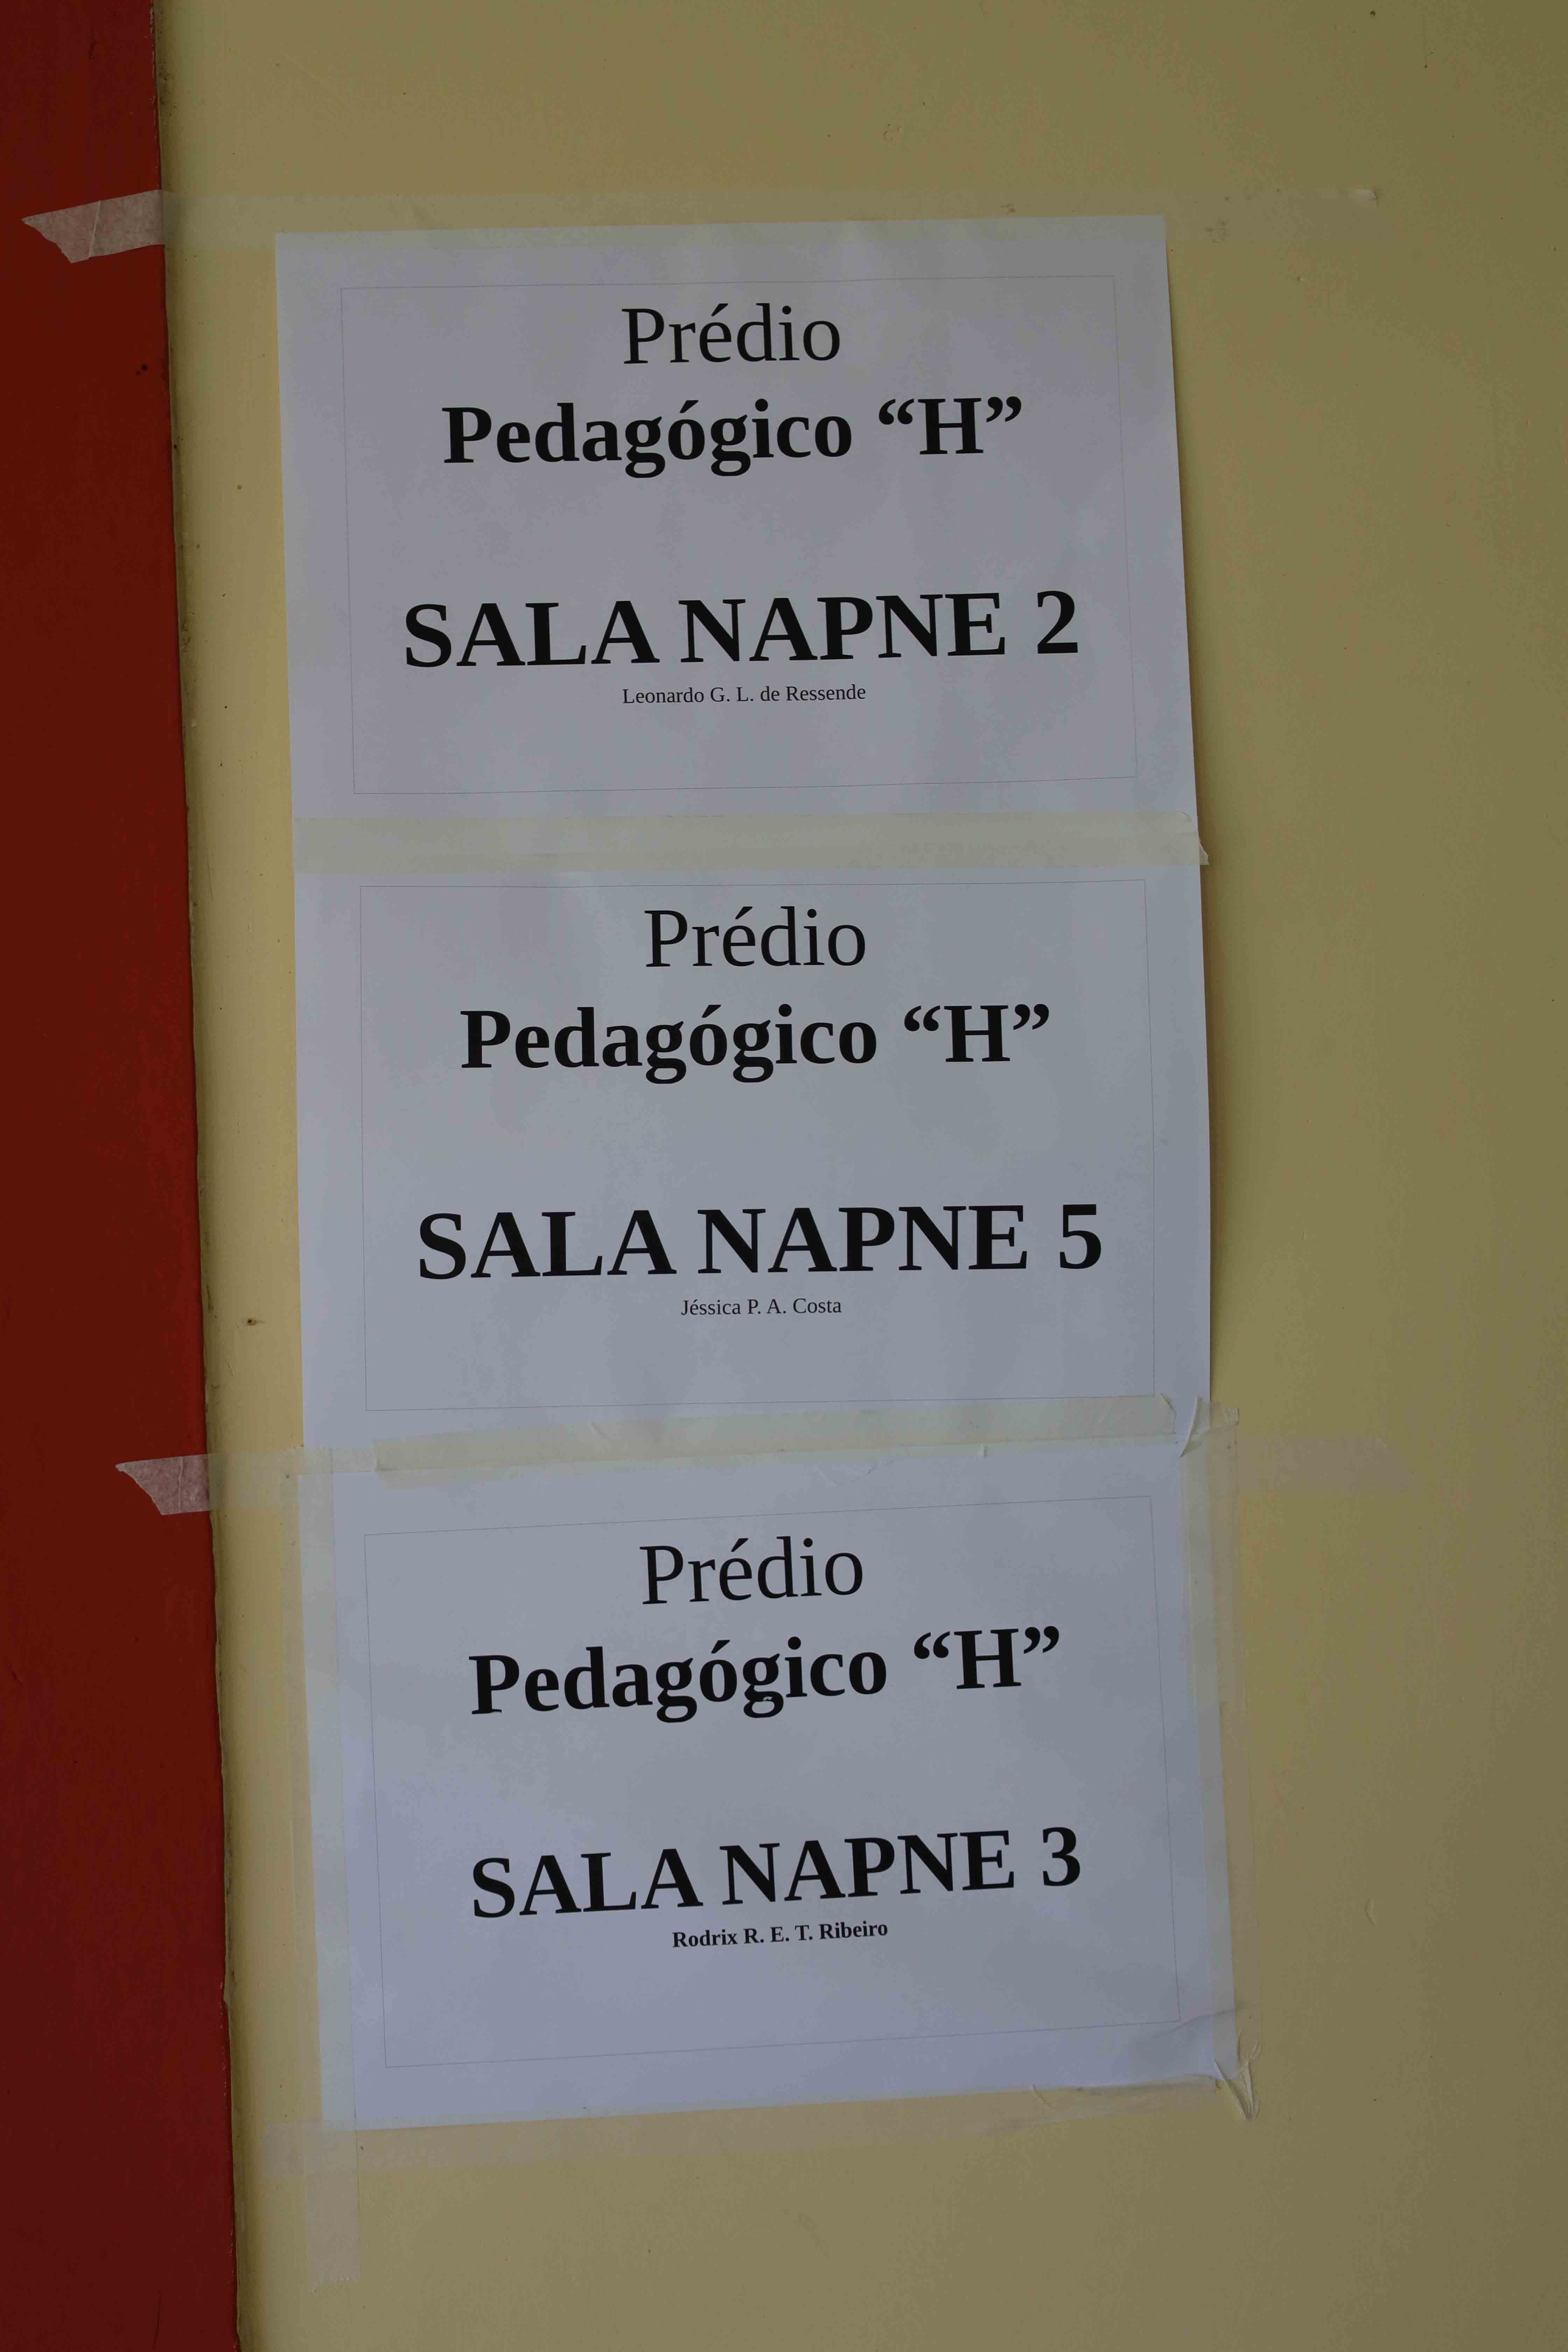 Prédio
Pedagógico “H”
SALA NAPNE 2
Leonardo G. L. de Ressende
Prédio
Pedagógico “H”
SALA NAPNE 5
Jéssica P. A. Costa
Prédio
Pedagógico “H”
SALA NAPNE 3
Rodrix R. E. T. Ribeiro